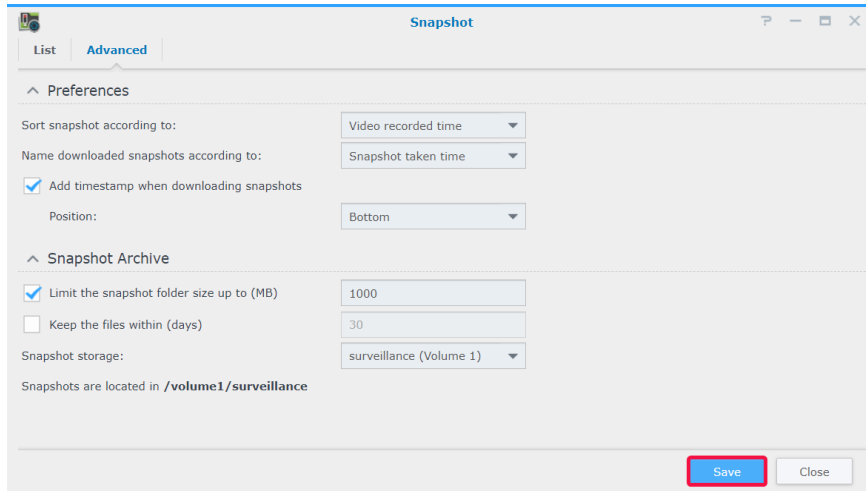 Snapshot
List Advanced
Preferences
Sort snapshot according to: Video recorded time
Name downloaded snapshots according to: Snapshot taken time
Add timestamp when downloading snapshots
Position: Bottom
Snapshot Archive
Limit the snapshot folder size up to (MB) 1000
Keep the files within (days) 30
Snapshot storage: surveillance (Volume 1)
Snapshots are located in /volume1/surveillance
Save Close